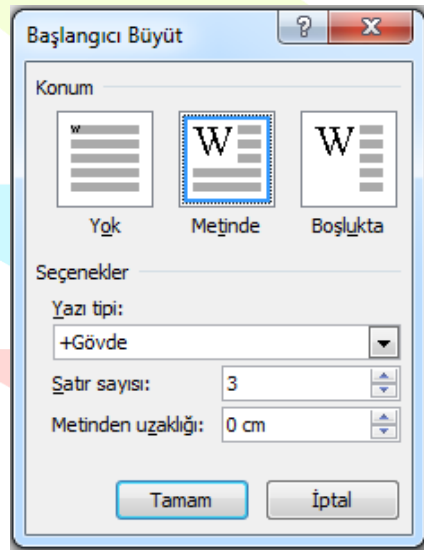 Başlangıcı Büyüt
Konum
W W W
Yok Metinde Boşlukta
Seçenekler
Yazı tipi:
+Gövde
Satır sayısı: 3
Metinden uzaklığı: 0 cm
Tamam İptal